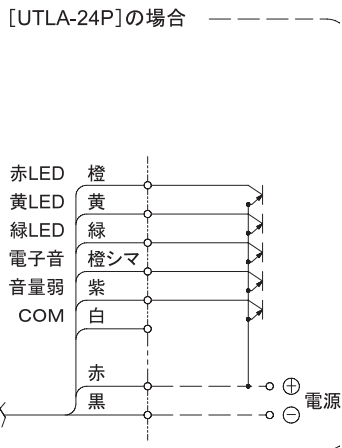 [UTLA-24P]の場合
赤LED 橙
黄LED 黄
緑LED 緑
電子音 橙シマ
音量弱 紫
COM 白
赤 ⊕
電源
黒 ⊖